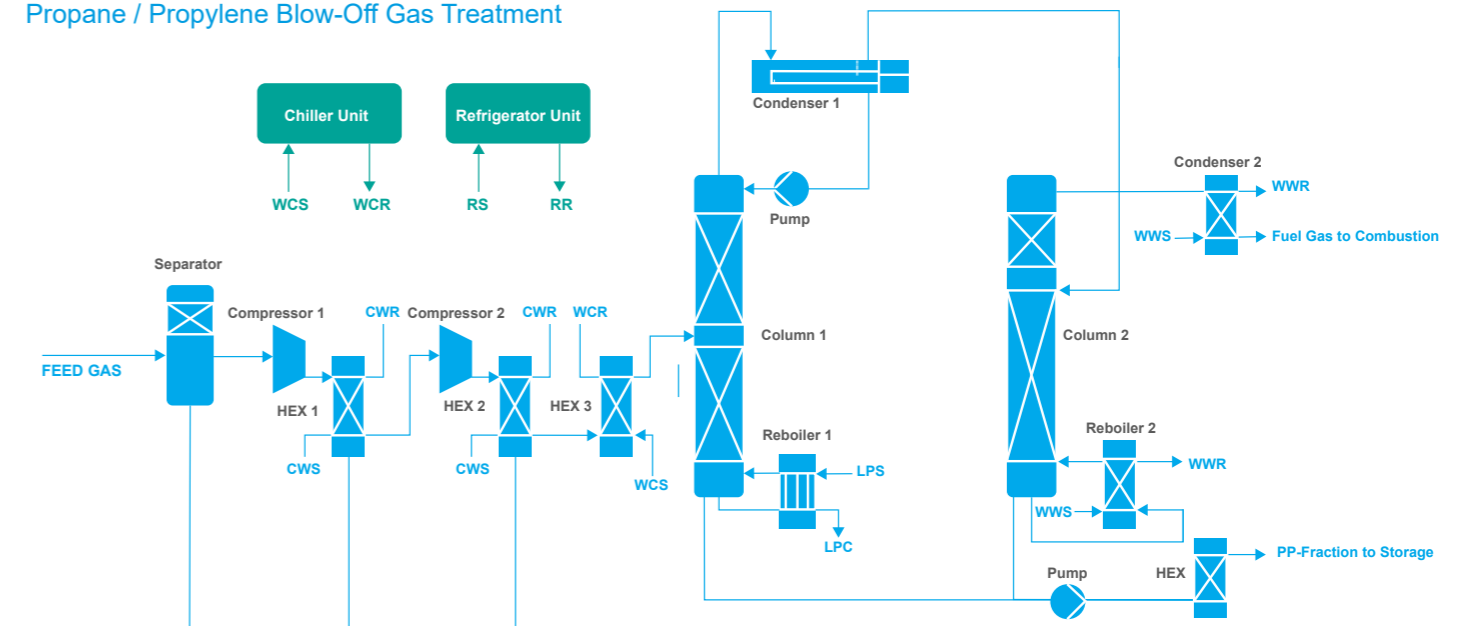 Propane / Propylene Blow-Off Gas Treatment
Condenser 1
Chiller Unit
Refrigerator Unit
Condenser 2
WCS
WCR
RS
RR
WWR
Pump
WWS
Fuel Gas to Combustion
Separator
Compressor 1
CWR
Compressor 2
CWR
WCR
Column 1
Column 2
FEED GAS
HEX 1
HEX 2
HEX 3
Reboiler 1
Reboiler 2
CWS
CWS
WCS
LPS
WWR
WWS
LPC
PP-Fraction to Storage
Pump
HEX